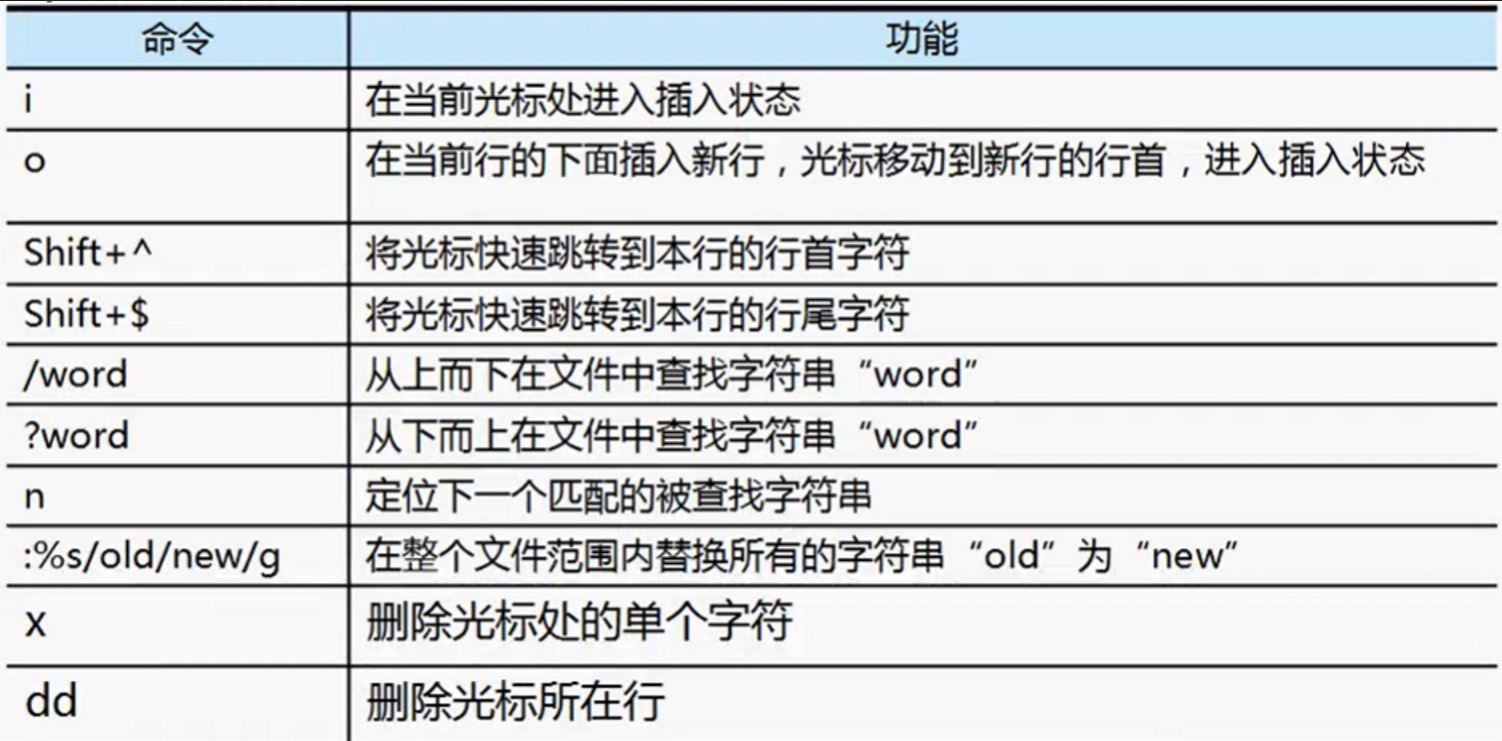 命令 功能
i 在当前光标处进入插入状态
o 在当前行的下面插入新行，光标移动到新行的行首，进入插入状态
Shift+^ 将光标快速跳转到本行的行首字符
Shift+$ 将光标快速跳转到本行的行尾字符
/word 从上而下在文件中查找字符串“word”
?word 从下而上在文件中查找字符串“word”
n 定位下一个匹配的被查找字符串
:%s/old/new/g 在整个文件范围内替换所有的字符串“old”为“new”
x 删除光标处的单个字符
dd 删除光标所在行